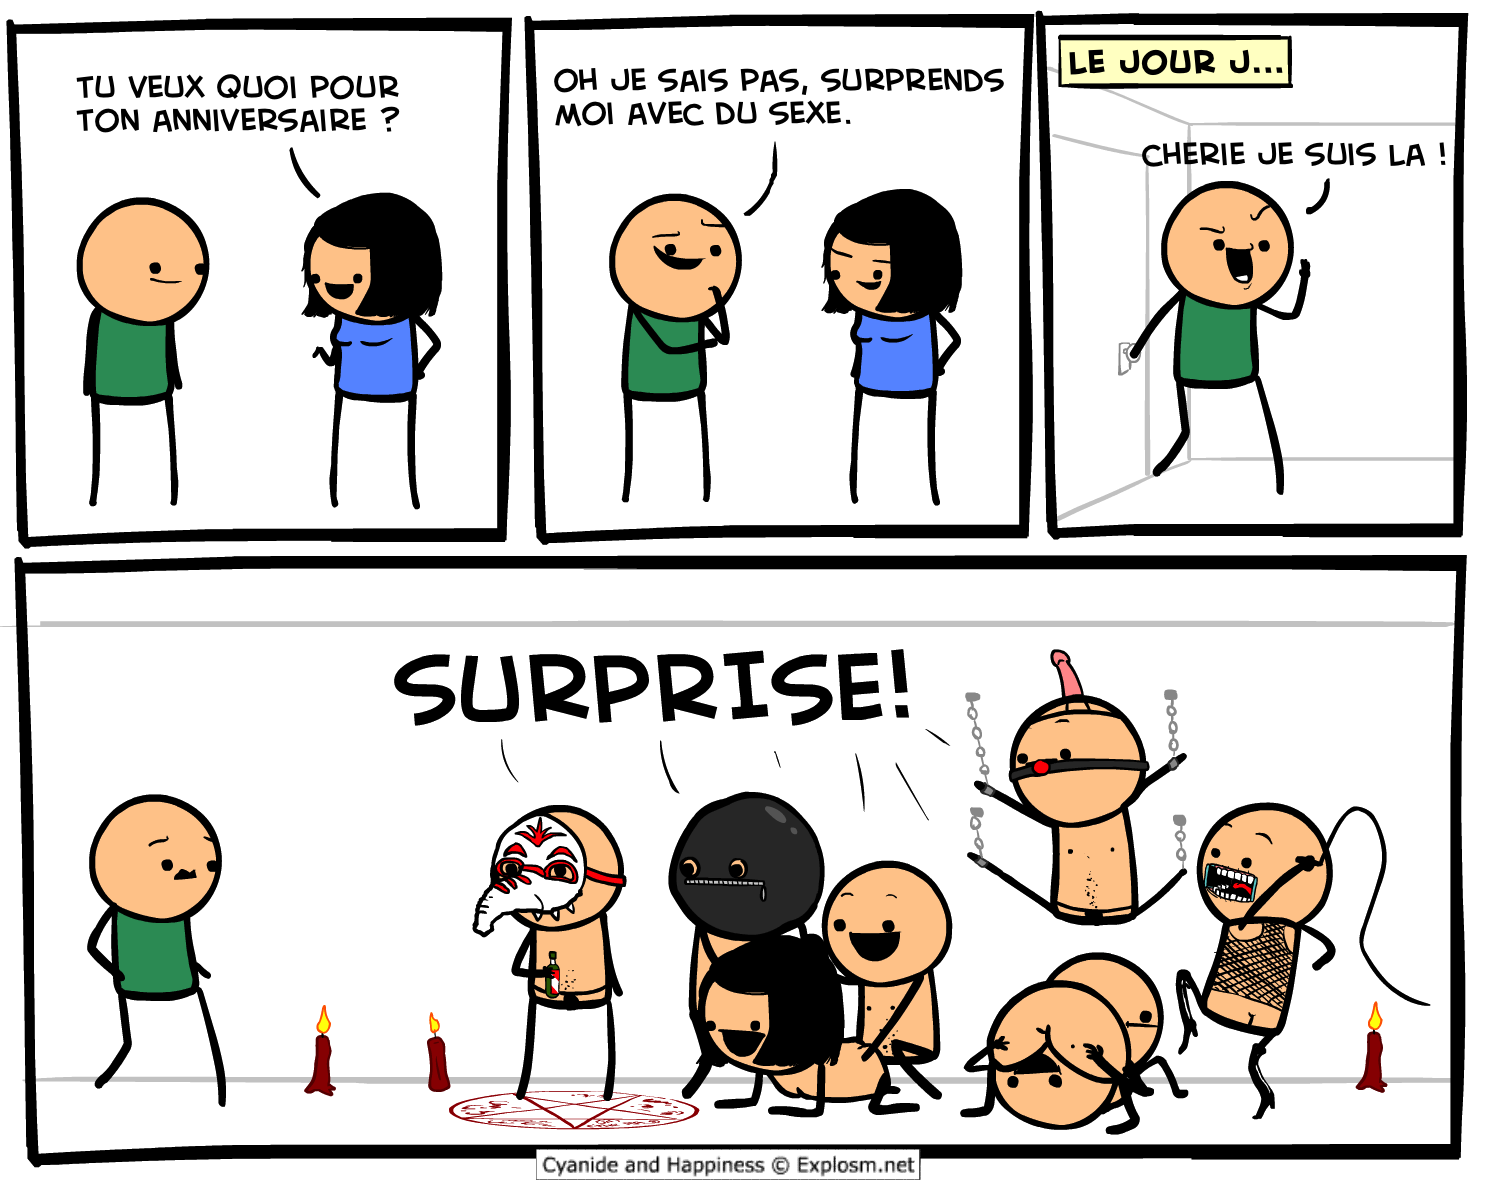 TU VEUX QUOI POUR
TON ANNIVERSAIRE ?
OH JE SAIS PAS, SURPRENDS
MOI AVEC DU SEXE.
LE JOUR J...
CHERIE JE SUIS LA !
SURPRISE!
Cyanide and Happiness © Explosm.net